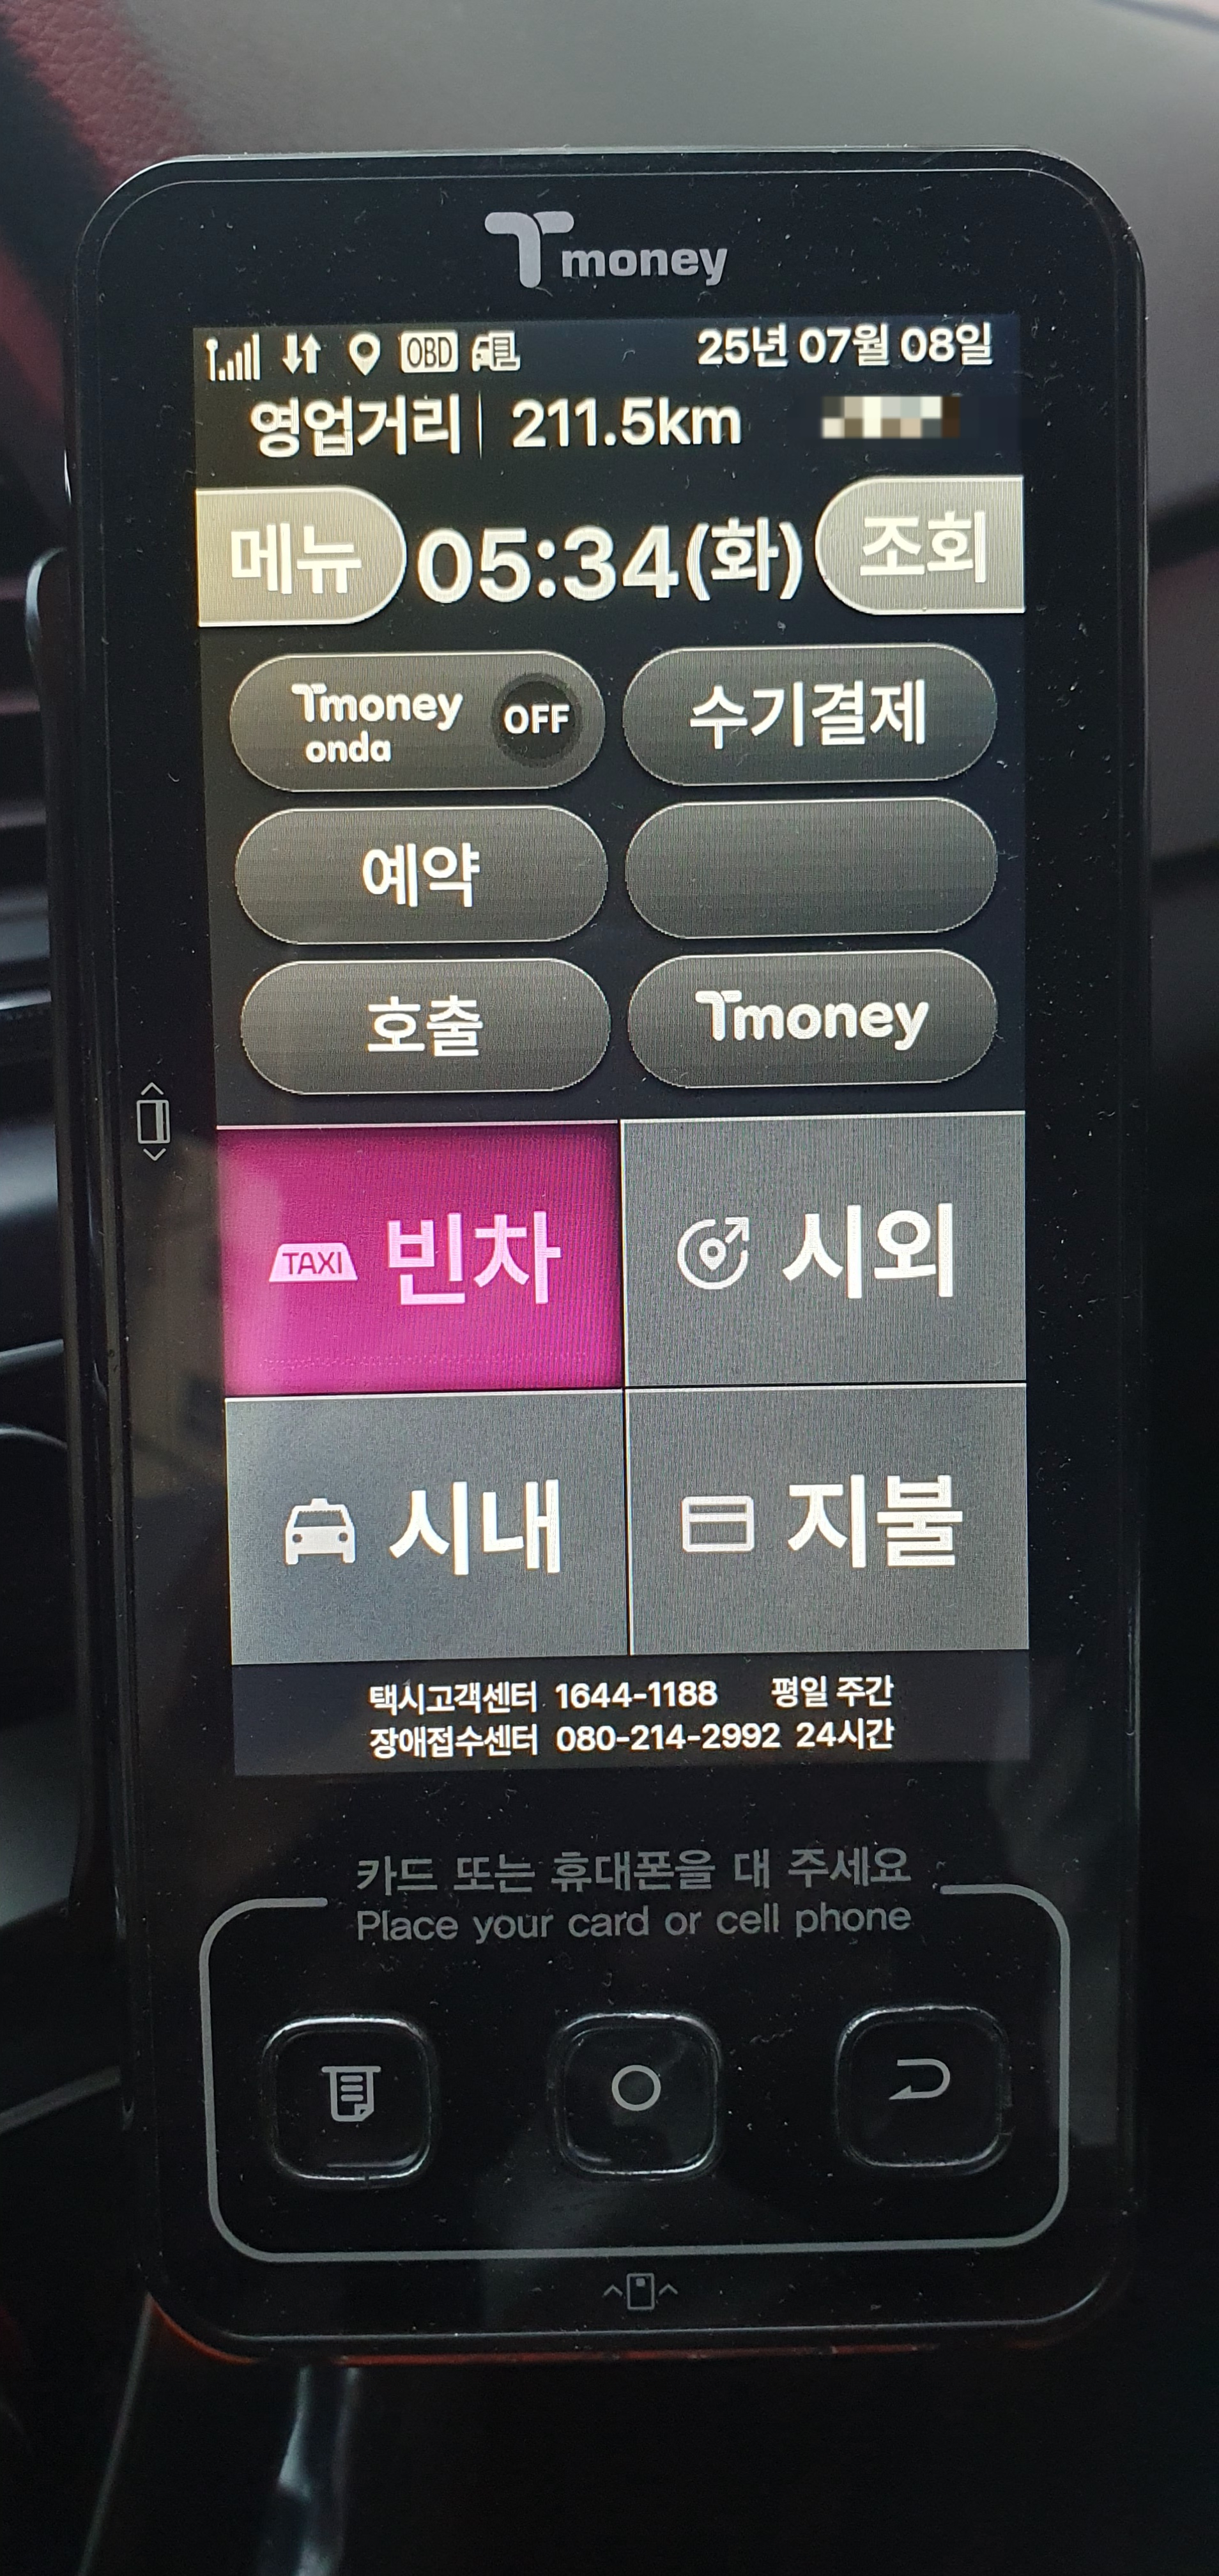 Tmoney
OBD 25년 07월 08일
영업거리 211.5km
메뉴 05:34(화) 조회
Tmoney onda OFF 수기결제
예약
호출 Tmoney
TAXI 빈차 시외
시내 지불
택시고객센터 1644-1188 평일 주간
장애접수센터 080-214-2992 24시간
카드 또는 휴대폰을 대 주세요
Place your card or cell phone